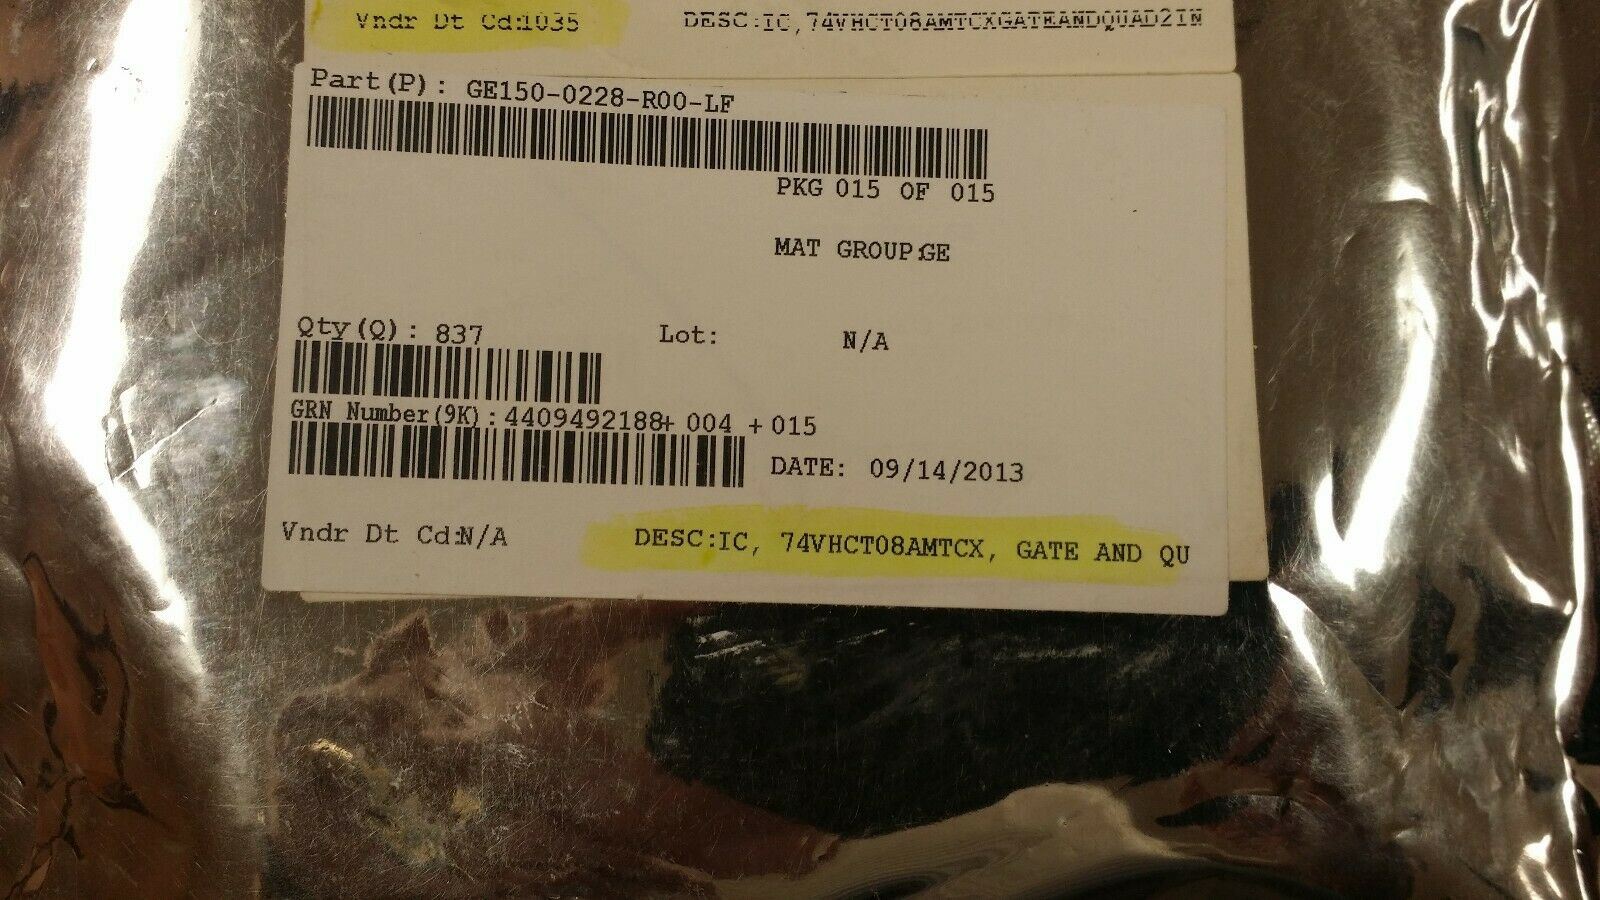 Vndr Dt Cd:1035 DESC:IC,74VHCT08AMTCXGATEANDQUAD2IN
Part(P): GE150-0228-R00-LF
PKG 015 OF 015
MAT GROUP:GE
Qty(Q): 837 Lot: N/A
GRN Number(9K):4409492188+ 004 +015
DATE: 09/14/2013
Vndr Dt Cd:N/A DESC:IC, 74VHCT08AMTCX, GATE AND QU